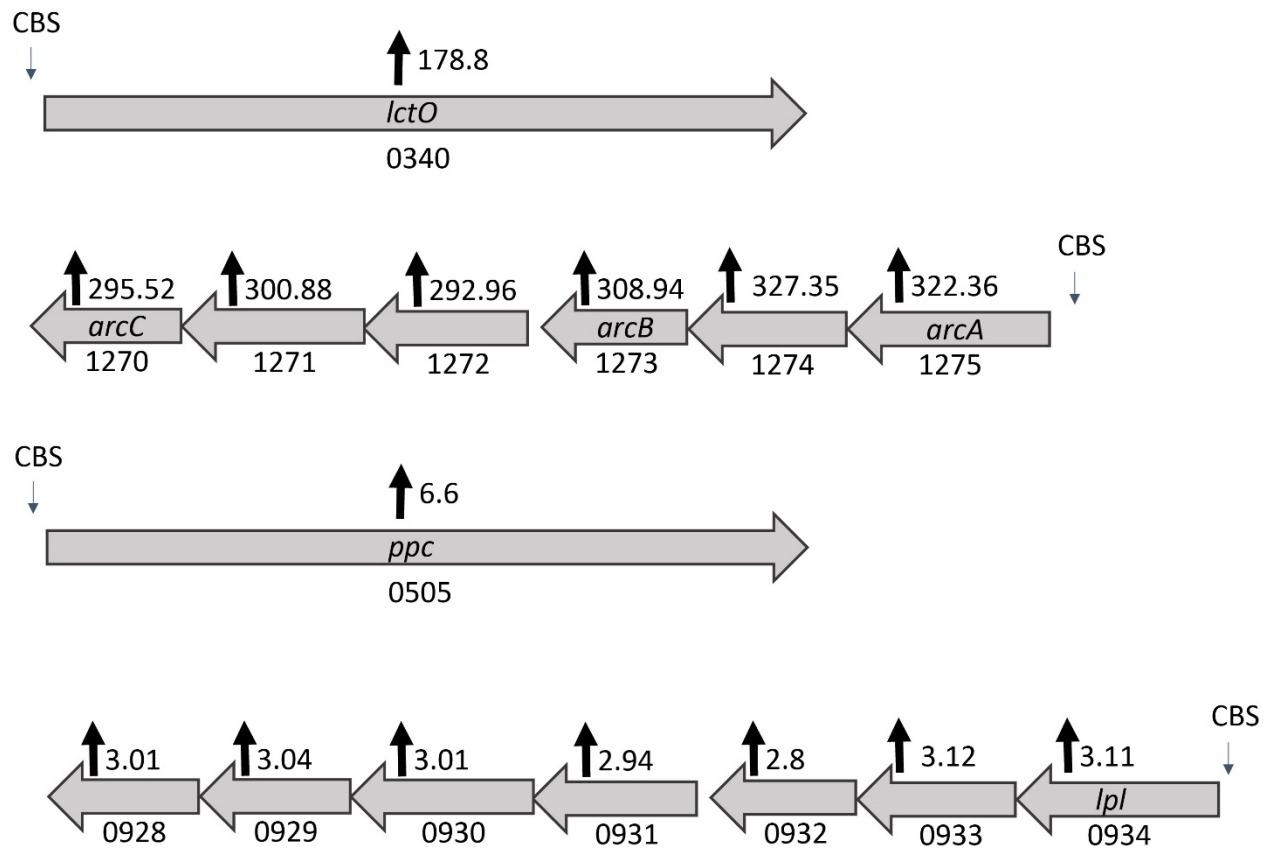 CBS
178.8
lctO
0340
CBS
295.52 300.88 292.96 308.94 327.35 322.36
arcC arcB arcA
1270 1271 1272 1273 1274 1275
CBS
6.6
ppc
0505
CBS
3.01 3.04 3.01 2.94 2.8 3.12 3.11
lpl
0928 0929 0930 0931 0932 0933 0934